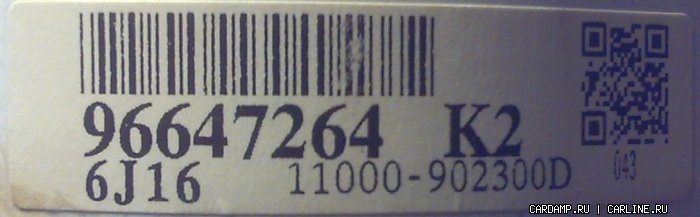 96647264 K2
6J16 11000-902300D
043
CARDAMP.RU | CARLINE.RU